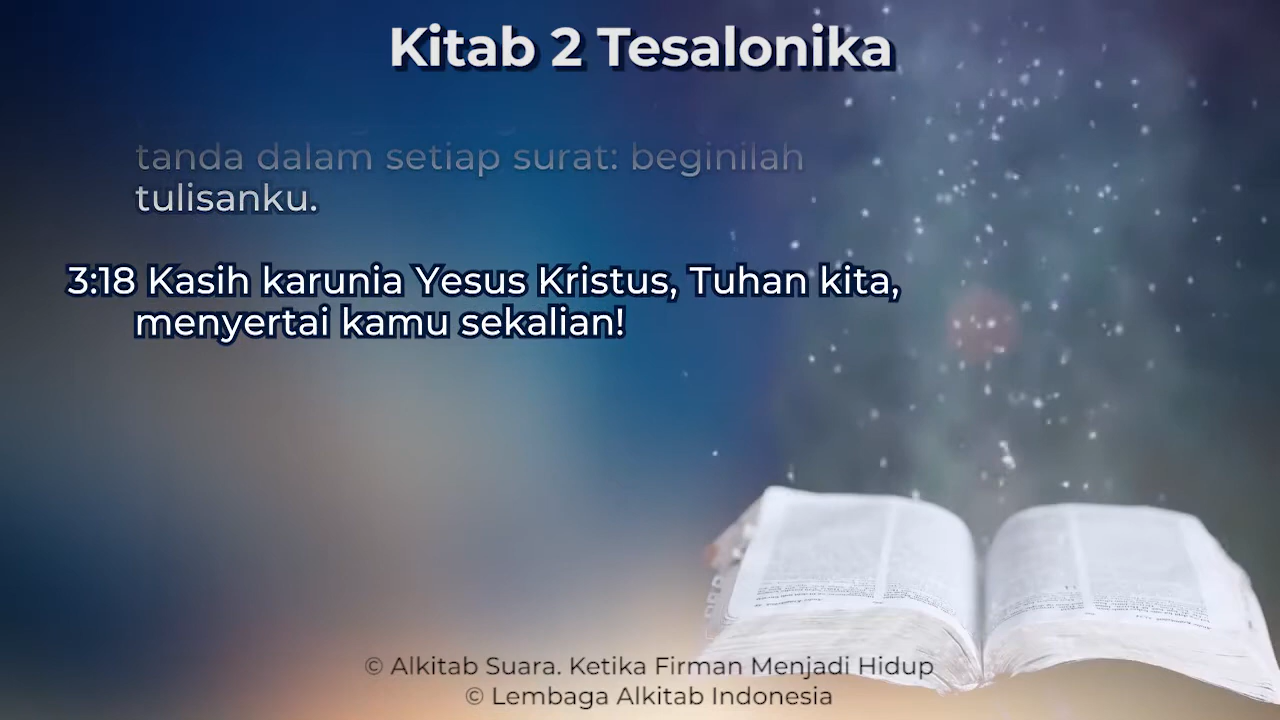 Kitab 2 Tesalonika
tanda dalam setiap surat: beginilah
tulisanku.
3:18 Kasih karunia Yesus Kristus, Tuhan kita,
menyertai kamu sekalian!
© Alkitab Suara. Ketika Firman Menjadi Hidup
© Lembaga Alkitab Indonesia